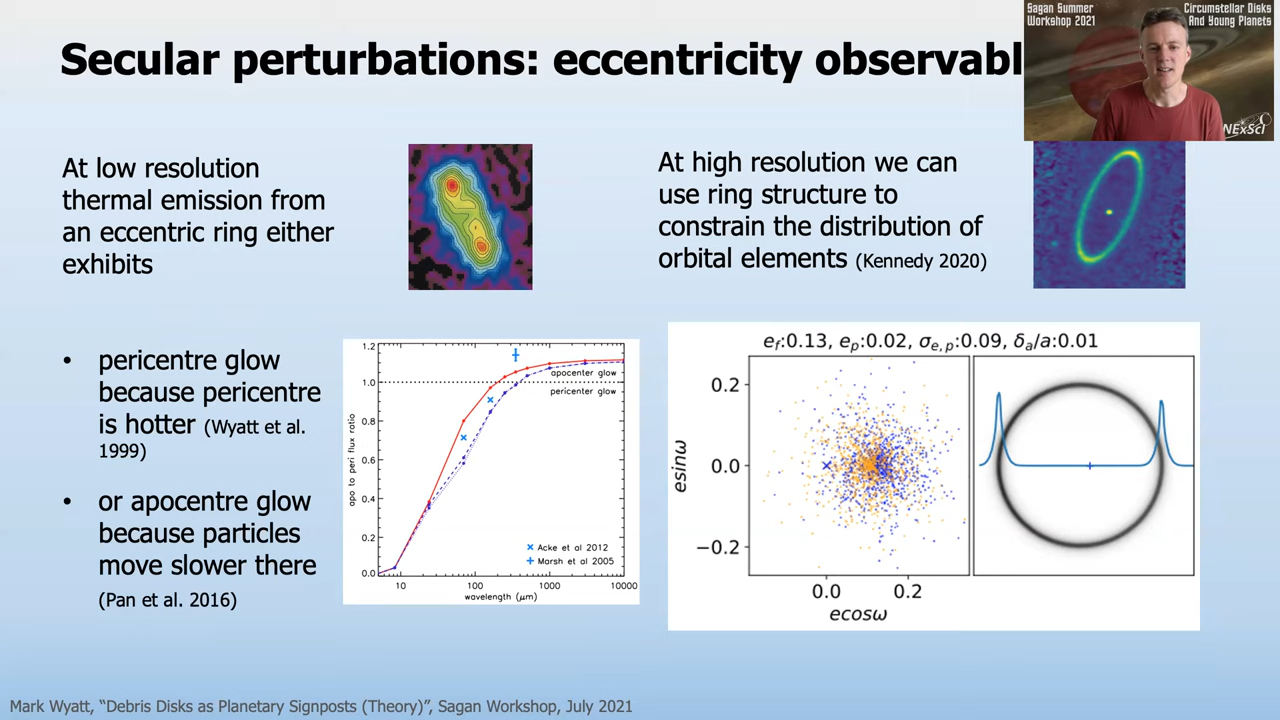 Secular perturbations: eccentricity observabl
Sagan Summer
Workshop 2021
Circumstellar Disks
And Young Planets
NExScI
At low resolution
thermal emission from
an eccentric ring either
exhibits
At high resolution we can
use ring structure to
constrain the distribution of
orbital elements (Kennedy 2020)
• pericentre glow
because pericentre
is hotter (Wyatt et al.
1999)
• or apocentre glow
because particles
move slower there
(Pan et al. 2016)
apo to peri flux ratio
1.2
1.0
0.8
0.6
0.4
0.2
0.0
apocenter glow
pericenter glow
× Acke et al 2012
+ Marsh et al 2005
10 100 1000 10000
wavelength (μm)
e_f:0.13, e_p:0.02, σ_e,p:0.09, δ_a/a:0.01
esinω
0.2
0.0
−0.2
0.0 0.2
ecosω
Mark Wyatt, “Debris Disks as Planetary Signposts (Theory)”, Sagan Workshop, July 2021